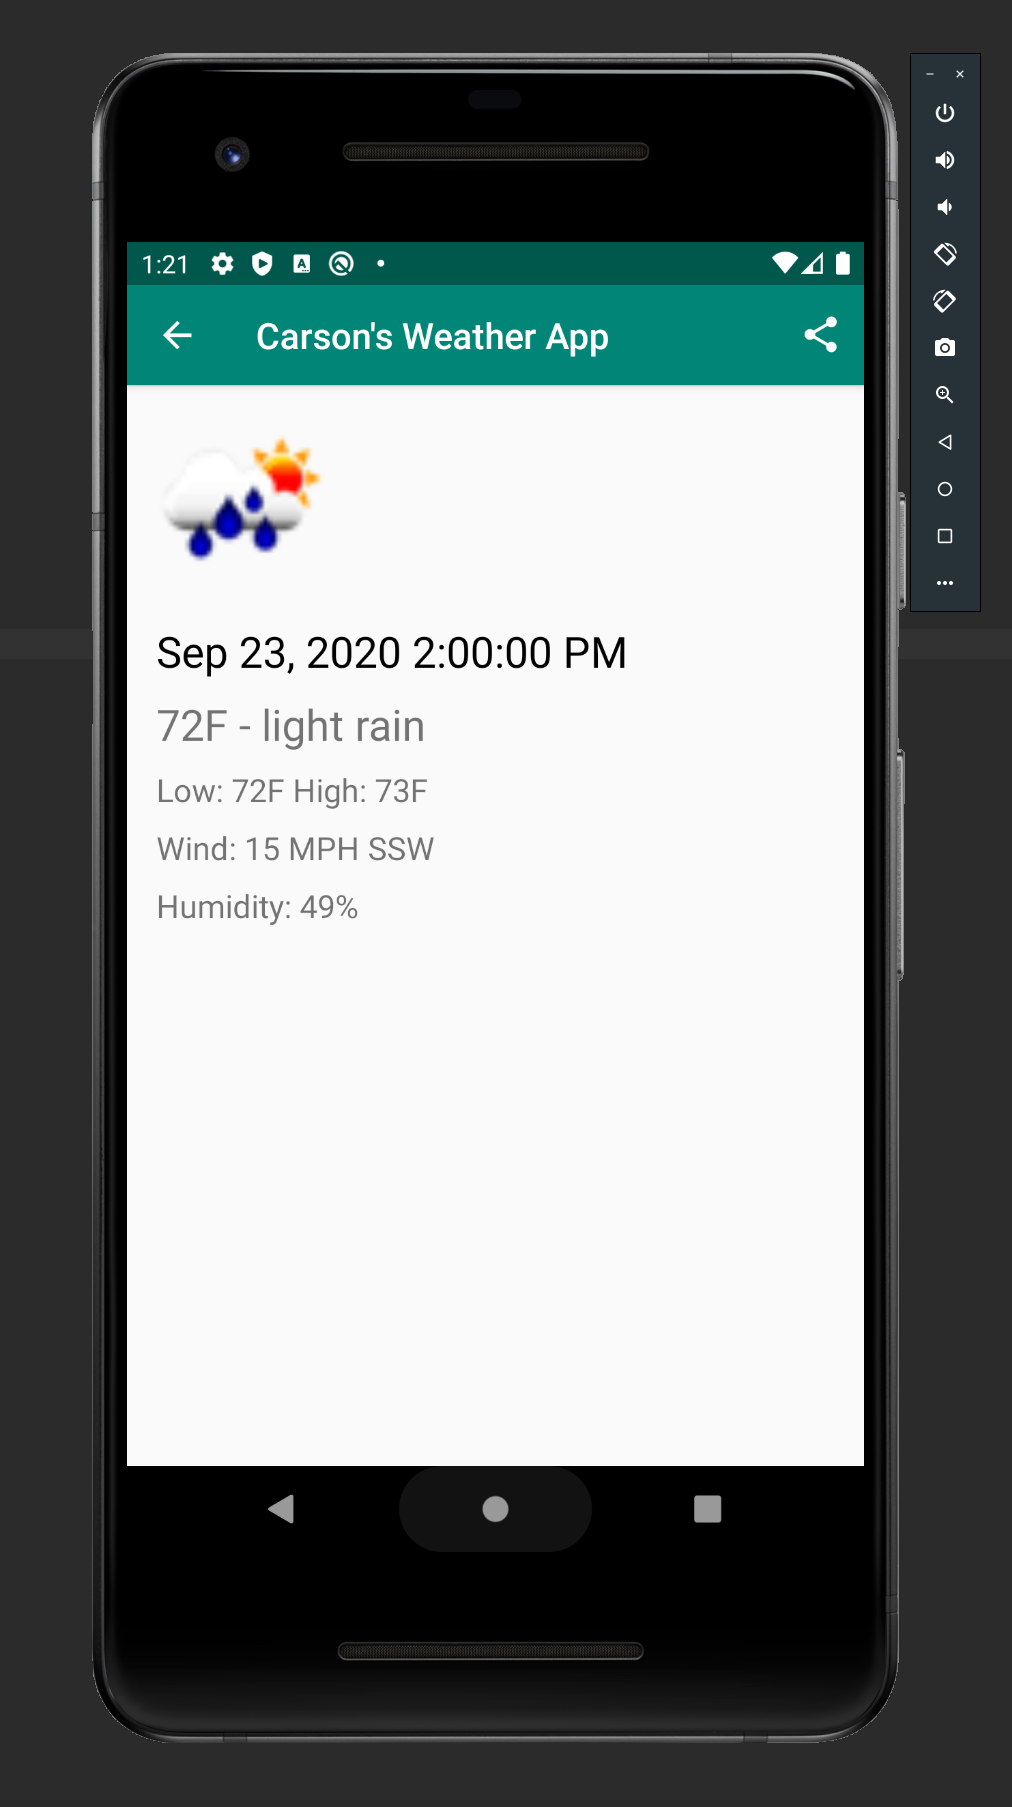 1:21
Carson's Weather App
Sep 23, 2020 2:00:00 PM
72F - light rain
Low: 72F High: 73F
Wind: 15 MPH SSW
Humidity: 49%